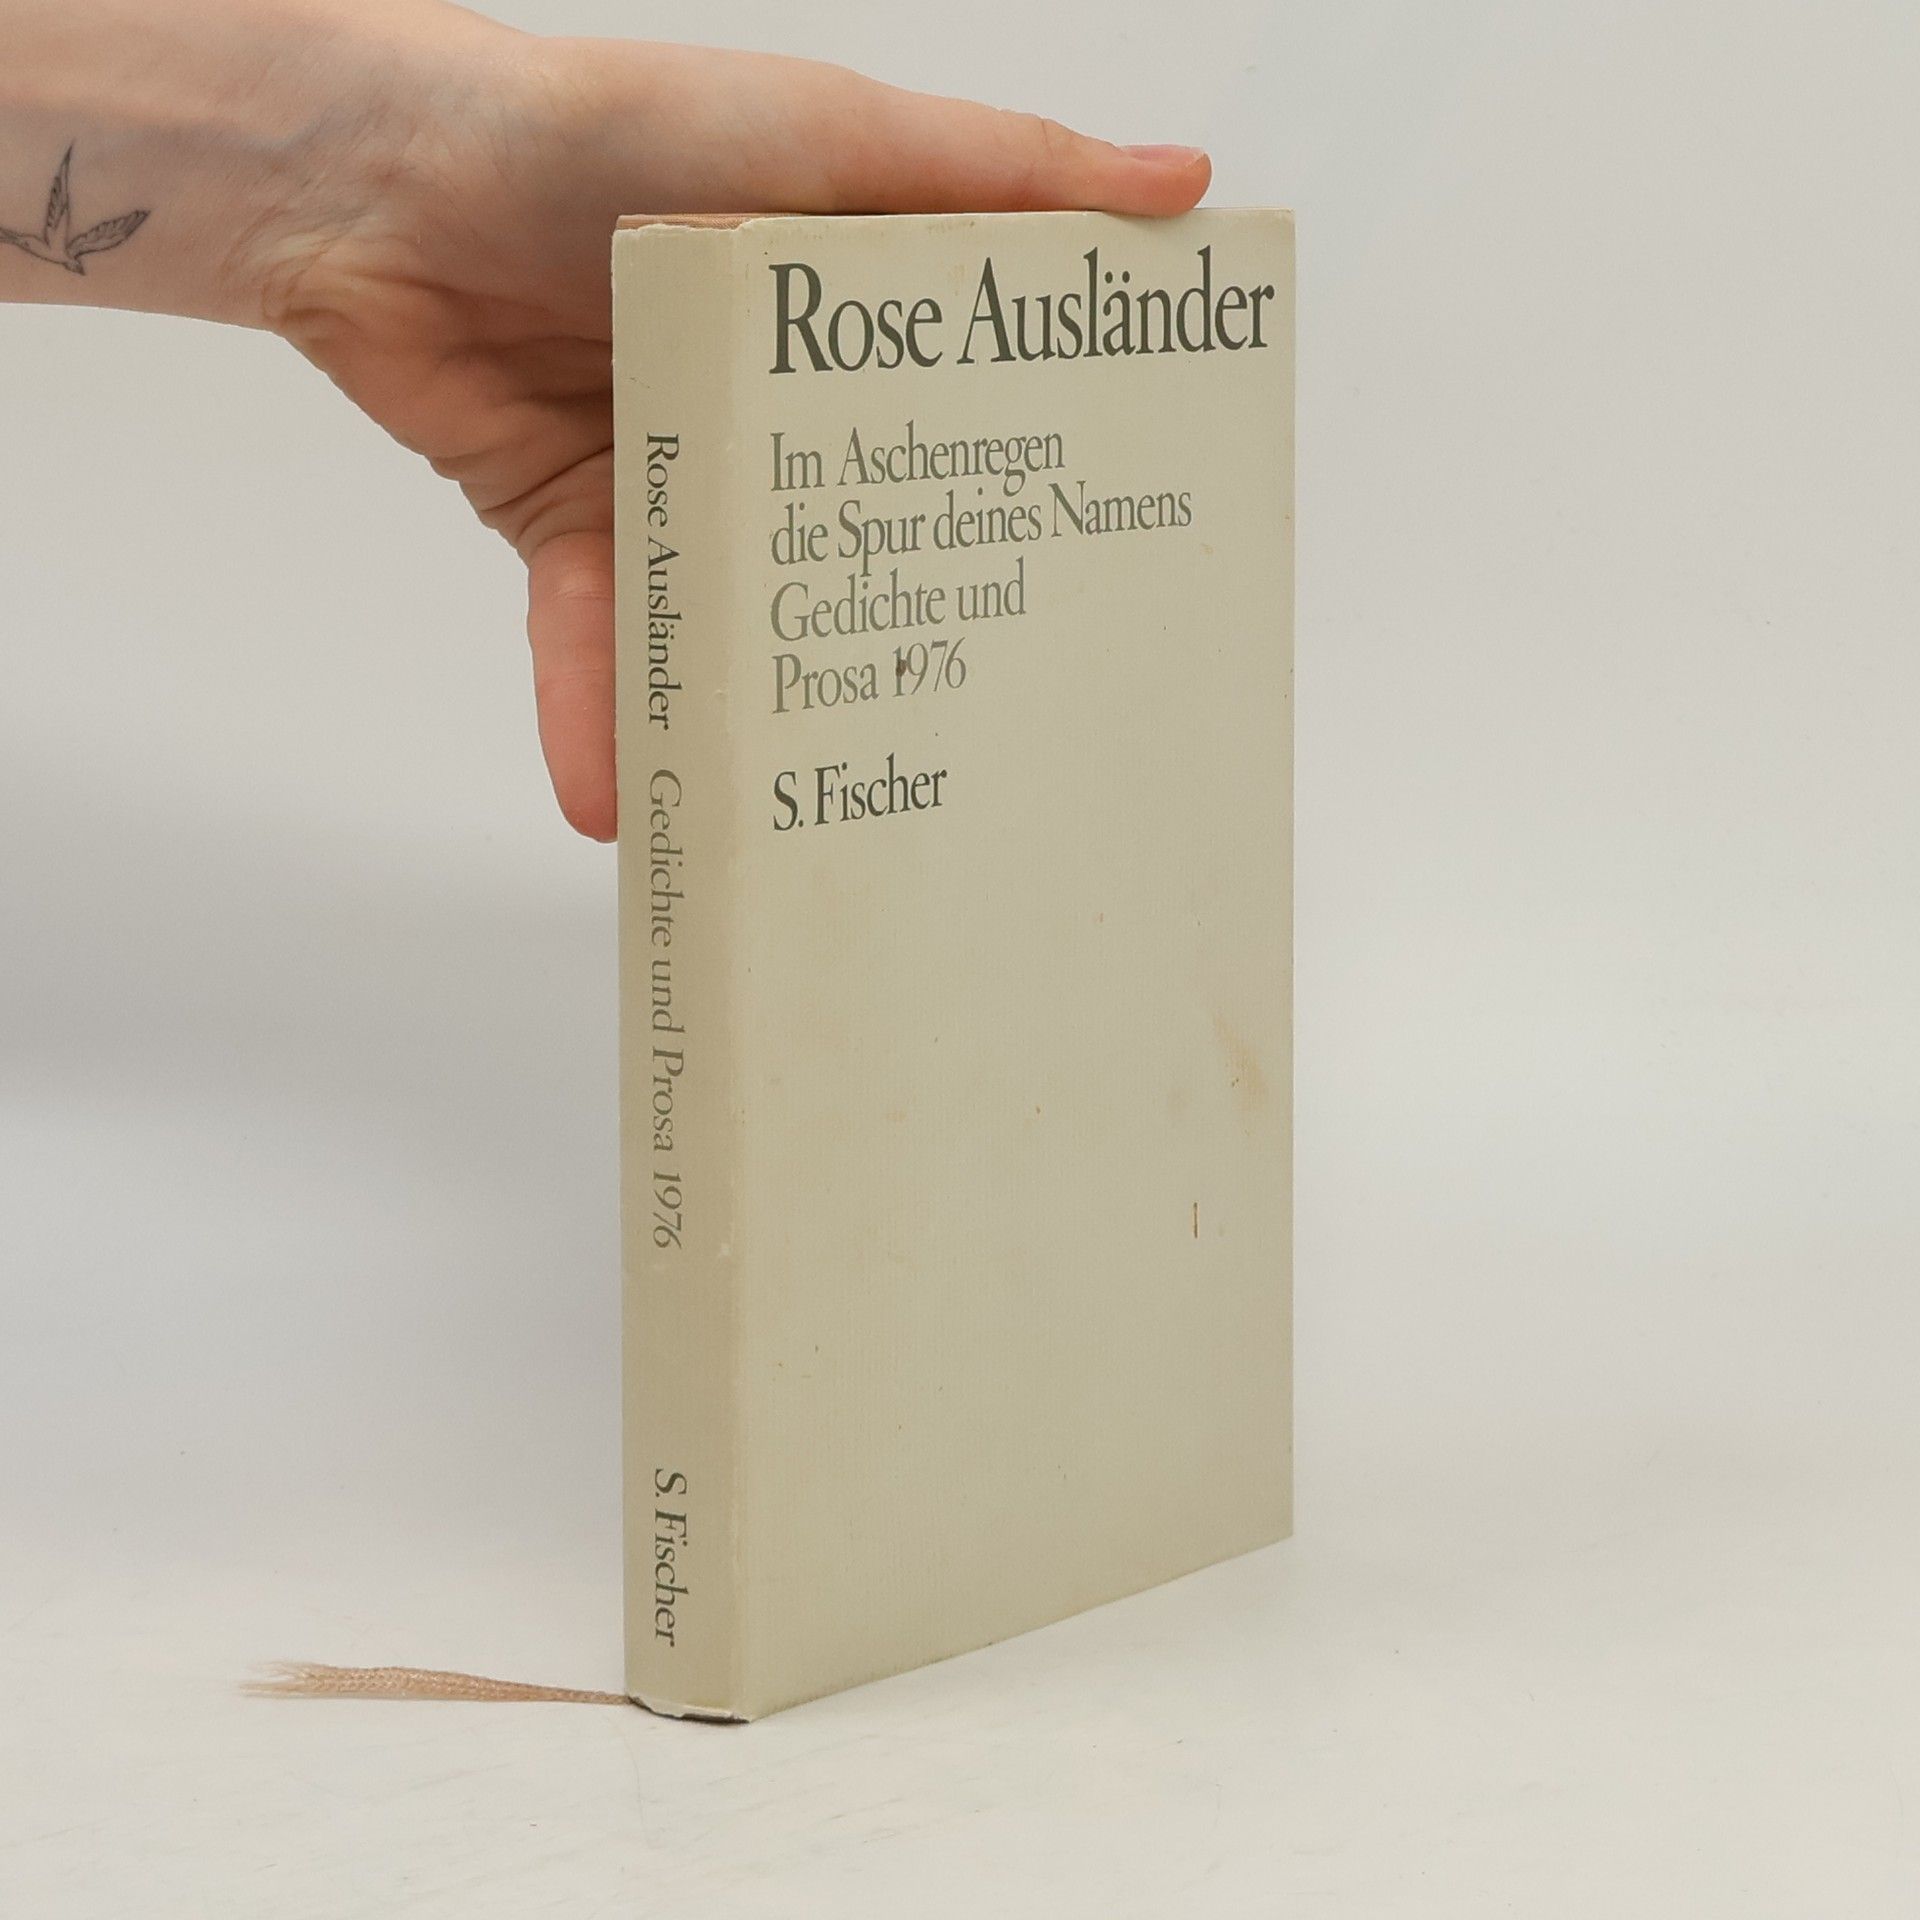 Rose Ausländer
Im Aschenregen
die Spur deines Namens
Gedichte und
Prosa 1976
S. Fischer
Rose Ausländer Gedichte und Prosa 1976 S. Fischer